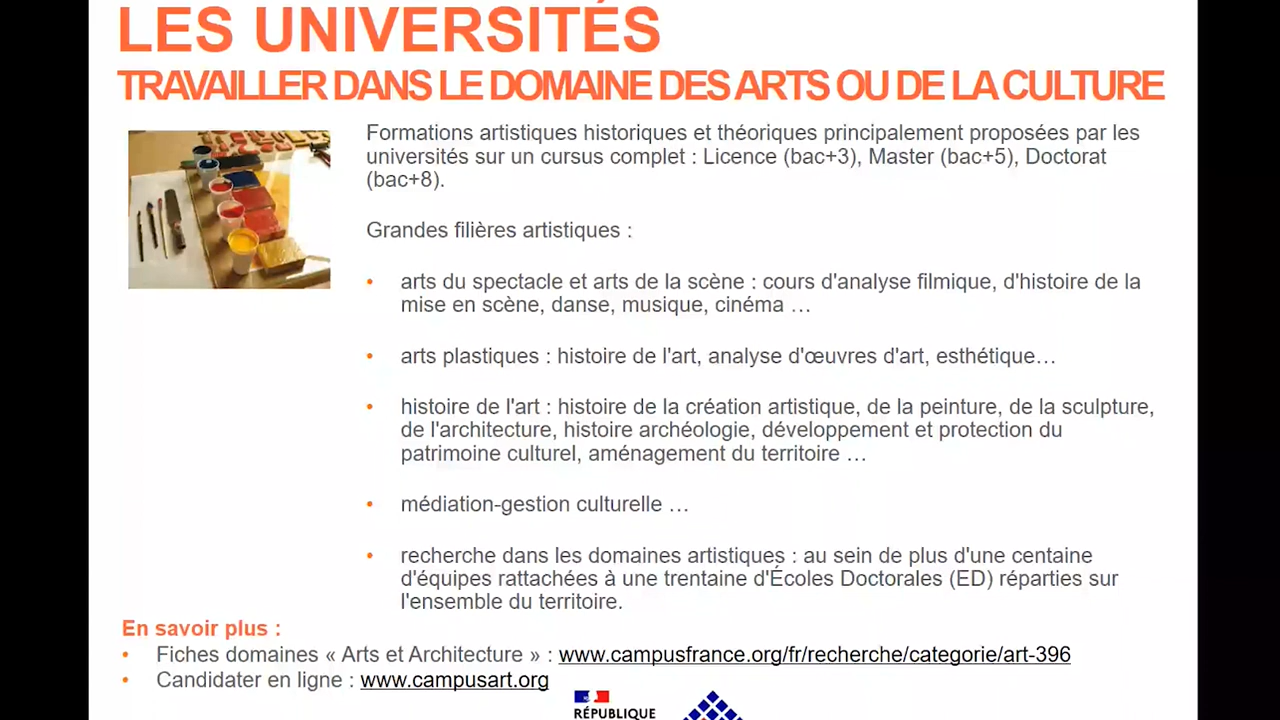 LES UNIVERSITÉS
TRAVAILLER DANS LE DOMAINE DES ARTS OU DE LA CULTURE
Formations artistiques historiques et théoriques principalement proposées par les
universités sur un cursus complet : Licence (bac+3), Master (bac+5), Doctorat
(bac+8).
Grandes filières artistiques :
• arts du spectacle et arts de la scène : cours d'analyse filmique, d'histoire de la
mise en scène, danse, musique, cinéma …
• arts plastiques : histoire de l'art, analyse d'œuvres d'art, esthétique…
• histoire de l'art : histoire de la création artistique, de la peinture, de la sculpture,
de l'architecture, histoire archéologie, développement et protection du
patrimoine culturel, aménagement du territoire …
• médiation-gestion culturelle …
• recherche dans les domaines artistiques : au sein de plus d'une centaine
d'équipes rattachées à une trentaine d'Écoles Doctorales (ED) réparties sur
l'ensemble du territoire.
En savoir plus :
• Fiches domaines « Arts et Architecture » : www.campusfrance.org/fr/recherche/categorie/art-396
• Candidater en ligne : www.campusart.org
RÉPUBLIQUE